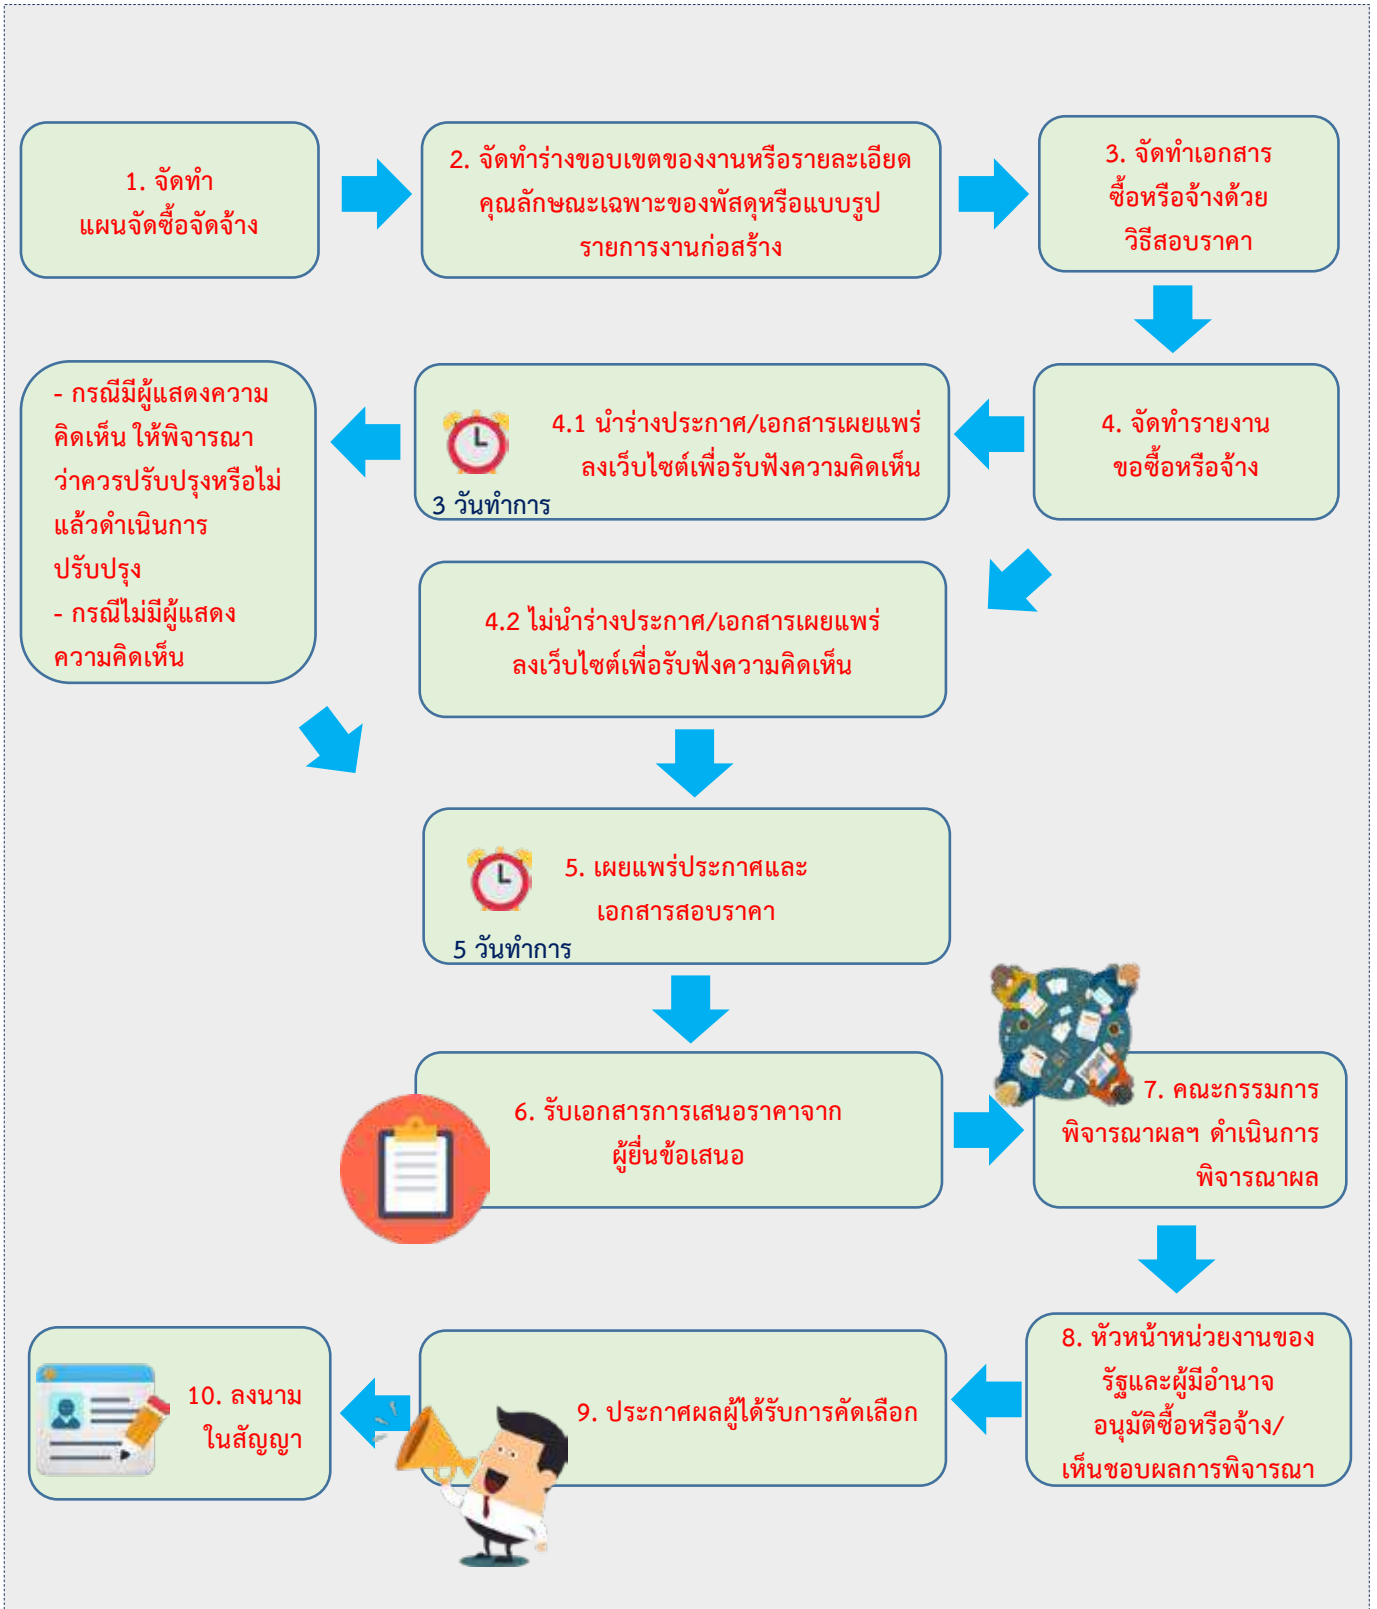 1. จัดทำ
แผนจัดซื้อจัดจ้าง
2. จัดทำร่างขอบเขตของงานหรือรายละเอียด
คุณลักษณะเฉพาะของพัสดุหรือแบบรูป
รายการงานก่อสร้าง
3. จัดทำเอกสาร
ซื้อหรือจ้างด้วย
วิธีสอบราคา
4. จัดทำรายงาน
ขอซื้อหรือจ้าง
4.1 นำร่างประกาศ/เอกสารเผยแพร่
ลงเว็บไซต์เพื่อรับฟังความคิดเห็น
3 วันทำการ
- กรณีมีผู้แสดงความ
คิดเห็น ให้พิจารณา
ว่าควรปรับปรุงหรือไม่
แล้วดำเนินการ
ปรับปรุง
- กรณีไม่มีผู้แสดง
ความคิดเห็น
4.2 ไม่นำร่างประกาศ/เอกสารเผยแพร่
ลงเว็บไซต์เพื่อรับฟังความคิดเห็น
5. เผยแพร่ประกาศและ
เอกสารสอบราคา
5 วันทำการ
6. รับเอกสารการเสนอราคาจาก
ผู้ยื่นข้อเสนอ
7. คณะกรรมการ
พิจารณาผลฯ ดำเนินการ
พิจารณาผล
8. หัวหน้าหน่วยงานของ
รัฐและผู้มีอำนาจ
อนุมัติซื้อหรือจ้าง/
เห็นชอบผลการพิจารณา
9. ประกาศผลผู้ได้รับการคัดเลือก
10. ลงนาม
ในสัญญา